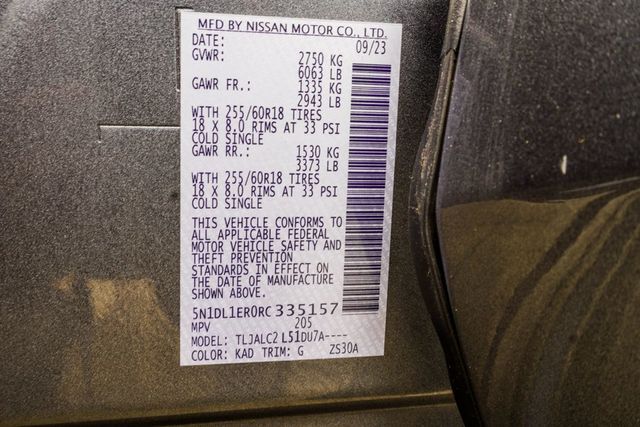 MFD BY NISSAN MOTOR CO., LTD.
DATE: 09/23
GVWR: 2750 KG
6063 LB
GAWR FR.: 1335 KG
2943 LB
WITH 255/60R18 TIRES
18 X 8.0 RIMS AT 33 PSI
COLD SINGLE
GAWR RR.: 1530 KG
3373 LB
WITH 255/60R18 TIRES
18 X 8.0 RIMS AT 33 PSI
COLD SINGLE
THIS VEHICLE CONFORMS TO
ALL APPLICABLE FEDERAL
MOTOR VEHICLE SAFETY AND
THEFT PREVENTION
STANDARDS IN EFFECT ON
THE DATE OF MANUFACTURE
SHOWN ABOVE.
5N1DL1ER0RC335157
MPV 205
MODEL: TLJALC2 L51DU7A----
COLOR: KAD TRIM: G ZS30A